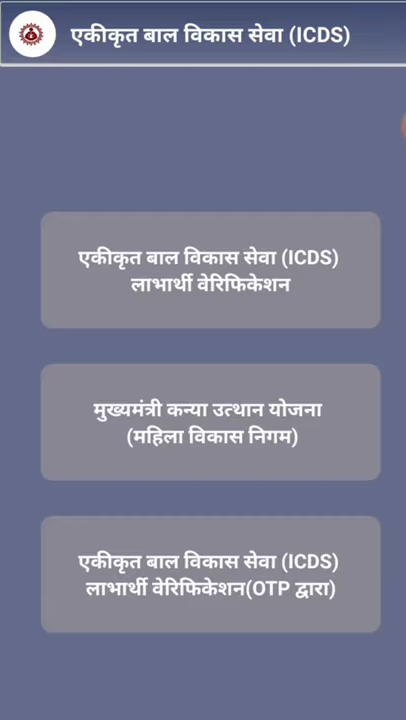 एकीकृत बाल विकास सेवा (ICDS)
एकीकृत बाल विकास सेवा (ICDS)
लाभार्थी वेरिफिकेशन
मुख्यमंत्री कन्या उत्थान योजना
(महिला विकास निगम)
एकीकृत बाल विकास सेवा (ICDS)
लाभार्थी वेरिफिकेशन(OTP द्वारा)